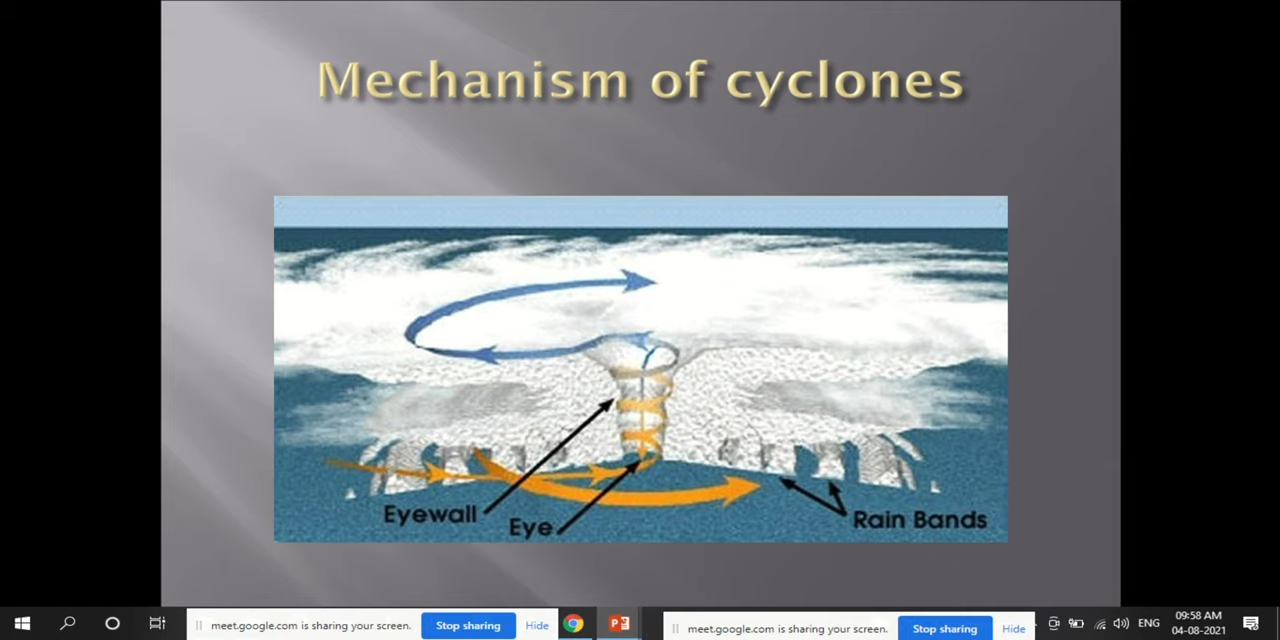 Mechanism of cyclones
Eyewall
Eye
Rain Bands
meet.google.com is sharing your screen.
Stop sharing
Hide
meet.google.com is sharing your screen.
Stop sharing
Hide
ENG
09:58 AM
04-08-2021